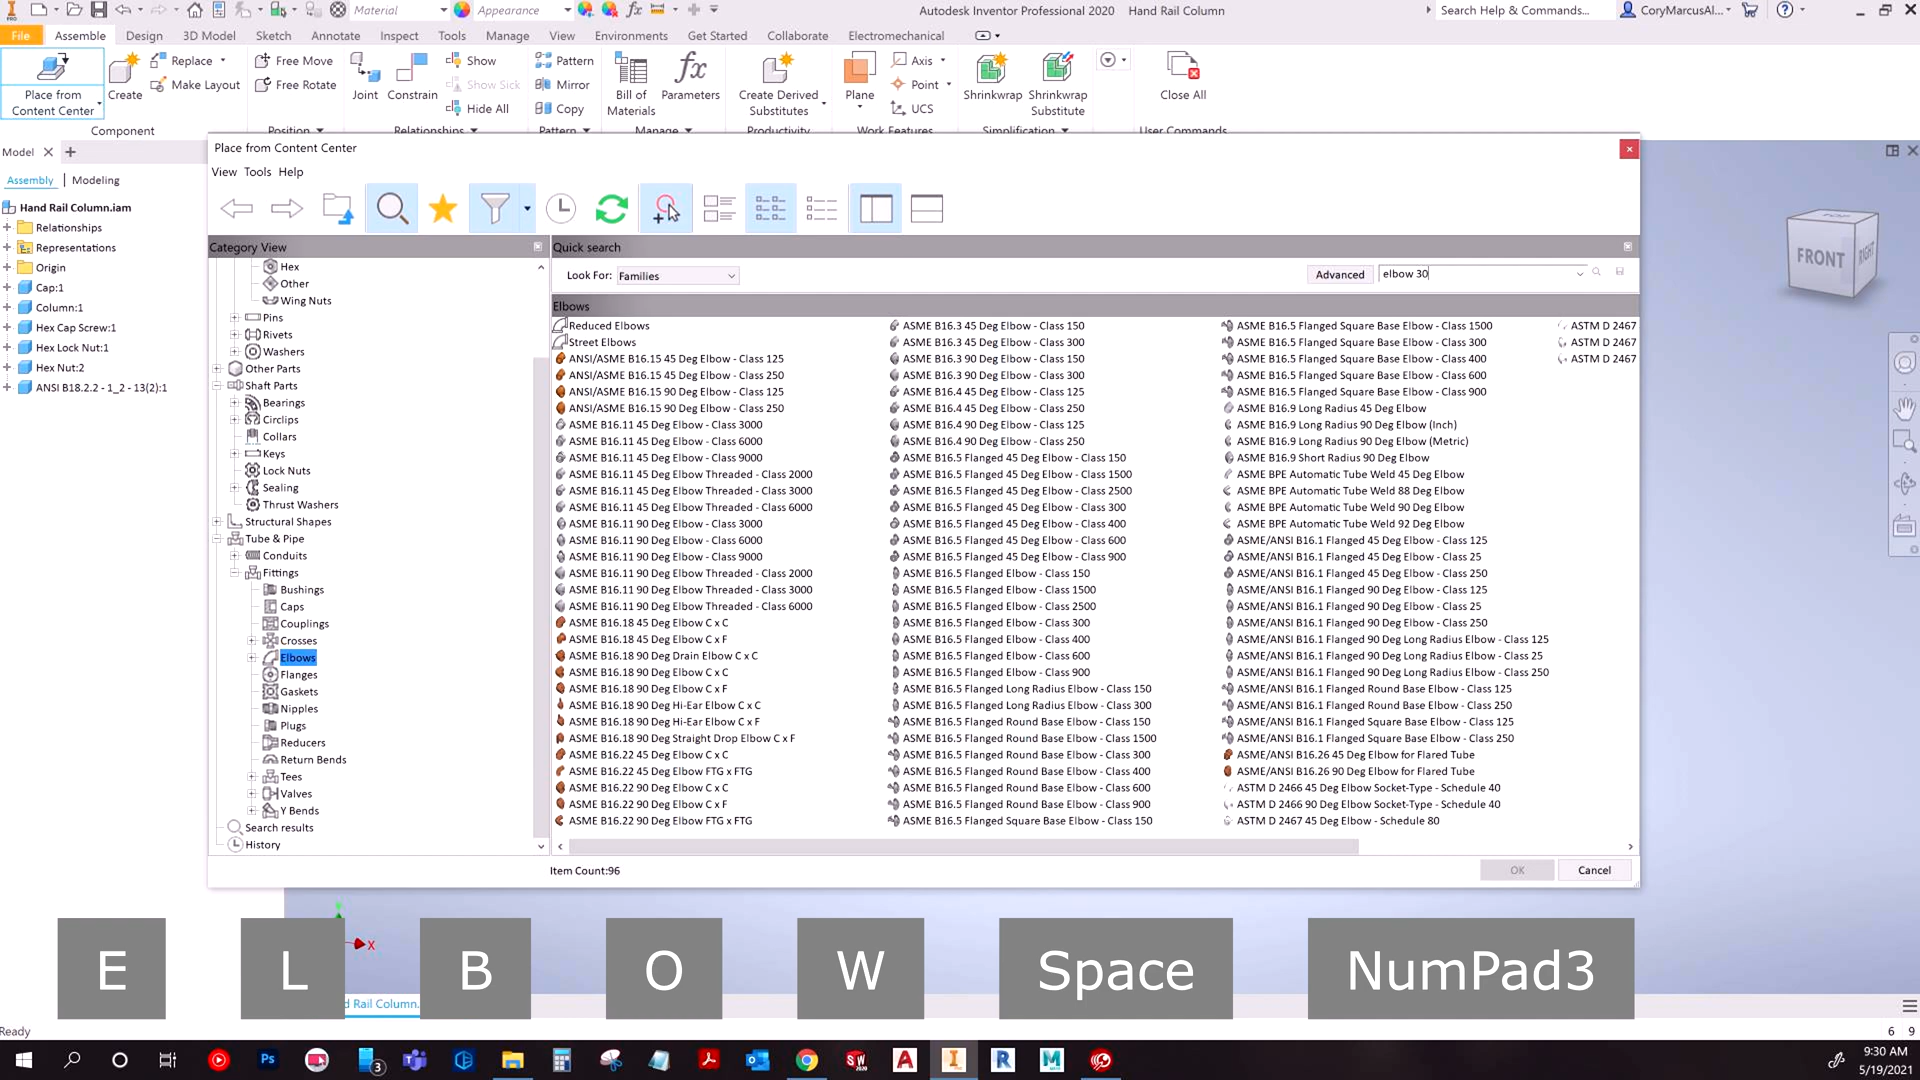 Material
Appearance
Autodesk Inventor Professional 2020 Hand Rail Column
Search Help & Commands...
CoryMarcusAl...
File Assemble Design 3D Model Sketch Annotate Inspect Tools Manage View Environments Get Started Collaborate Electromechanical
Place from
Content Center
Create
Replace
Make Layout
Component
Free Move
Free Rotate
Position
Joint
Constrain
Show
Show Sick
Hide All
Relationships
Pattern
Mirror
Copy
Pattern
Bill of
Materials
Parameters
Manage
Create Derived
Substitutes
Productivity
Plane
Axis
Point
UCS
Work Features
Shrinkwrap
Shrinkwrap
Substitute
Simplification
Close All
User Commands
Model
Assembly | Modeling
Hand Rail Column.iam
Relationships
Representations
Origin
Cap:1
Column:1
Hex Cap Screw:1
Hex Lock Nut:1
Hex Nut:2
ANSI B18.2.2 - 1_2 - 13(2):1
Place from Content Center
View Tools Help
Category View
Hex
Other
Wing Nuts
Pins
Rivets
Washers
Other Parts
Shaft Parts
Bearings
Circlips
Collars
Keys
Lock Nuts
Sealing
Thrust Washers
Structural Shapes
Tube & Pipe
Conduits
Fittings
Bushings
Caps
Couplings
Crosses
Elbows
Flanges
Gaskets
Nipples
Plugs
Reducers
Return Bends
Tees
Valves
Y Bends
Search results
History
Quick search
Look For: Families
Advanced
elbow 30
Elbows
Reduced Elbows
Street Elbows
ANSI/ASME B16.15 45 Deg Elbow - Class 125
ANSI/ASME B16.15 45 Deg Elbow - Class 250
ANSI/ASME B16.15 90 Deg Elbow - Class 125
ANSI/ASME B16.15 90 Deg Elbow - Class 250
ASME B16.11 45 Deg Elbow - Class 3000
ASME B16.11 45 Deg Elbow - Class 6000
ASME B16.11 45 Deg Elbow - Class 9000
ASME B16.11 45 Deg Elbow Threaded - Class 2000
ASME B16.11 45 Deg Elbow Threaded - Class 3000
ASME B16.11 45 Deg Elbow Threaded - Class 6000
ASME B16.11 90 Deg Elbow - Class 3000
ASME B16.11 90 Deg Elbow - Class 6000
ASME B16.11 90 Deg Elbow - Class 9000
ASME B16.11 90 Deg Elbow Threaded - Class 2000
ASME B16.11 90 Deg Elbow Threaded - Class 3000
ASME B16.11 90 Deg Elbow Threaded - Class 6000
ASME B16.18 45 Deg Elbow C x C
ASME B16.18 45 Deg Elbow C x F
ASME B16.18 90 Deg Drain Elbow C x C
ASME B16.18 90 Deg Elbow C x C
ASME B16.18 90 Deg Elbow C x F
ASME B16.18 90 Deg Hi-Ear Elbow C x C
ASME B16.18 90 Deg Hi-Ear Elbow C x F
ASME B16.18 90 Deg Straight Drop Elbow C x F
ASME B16.22 45 Deg Elbow C x C
ASME B16.22 45 Deg Elbow FTG x FTG
ASME B16.22 90 Deg Elbow C x C
ASME B16.22 90 Deg Elbow C x F
ASME B16.22 90 Deg Elbow FTG x FTG
ASME B16.3 45 Deg Elbow - Class 150
ASME B16.3 45 Deg Elbow - Class 300
ASME B16.3 90 Deg Elbow - Class 150
ASME B16.3 90 Deg Elbow - Class 300
ASME B16.4 45 Deg Elbow - Class 125
ASME B16.4 45 Deg Elbow - Class 250
ASME B16.4 90 Deg Elbow - Class 125
ASME B16.4 90 Deg Elbow - Class 250
ASME B16.5 Flanged 45 Deg Elbow - Class 150
ASME B16.5 Flanged 45 Deg Elbow - Class 1500
ASME B16.5 Flanged 45 Deg Elbow - Class 2500
ASME B16.5 Flanged 45 Deg Elbow - Class 300
ASME B16.5 Flanged 45 Deg Elbow - Class 400
ASME B16.5 Flanged 45 Deg Elbow - Class 600
ASME B16.5 Flanged 45 Deg Elbow - Class 900
ASME B16.5 Flanged Elbow - Class 150
ASME B16.5 Flanged Elbow - Class 1500
ASME B16.5 Flanged Elbow - Class 2500
ASME B16.5 Flanged Elbow - Class 300
ASME B16.5 Flanged Elbow - Class 400
ASME B16.5 Flanged Elbow - Class 600
ASME B16.5 Flanged Elbow - Class 900
ASME B16.5 Flanged Long Radius Elbow - Class 150
ASME B16.5 Flanged Long Radius Elbow - Class 300
ASME B16.5 Flanged Round Base Elbow - Class 150
ASME B16.5 Flanged Round Base Elbow - Class 1500
ASME B16.5 Flanged Round Base Elbow - Class 300
ASME B16.5 Flanged Round Base Elbow - Class 400
ASME B16.5 Flanged Round Base Elbow - Class 600
ASME B16.5 Flanged Round Base Elbow - Class 900
ASME B16.5 Flanged Square Base Elbow - Class 150
ASME B16.5 Flanged Square Base Elbow - Class 1500
ASME B16.5 Flanged Square Base Elbow - Class 300
ASME B16.5 Flanged Square Base Elbow - Class 400
ASME B16.5 Flanged Square Base Elbow - Class 600
ASME B16.5 Flanged Square Base Elbow - Class 900
ASME B16.9 Long Radius 45 Deg Elbow
ASME B16.9 Long Radius 90 Deg Elbow (Inch)
ASME B16.9 Long Radius 90 Deg Elbow (Metric)
ASME B16.9 Short Radius 90 Deg Elbow
ASME BPE Automatic Tube Weld 45 Deg Elbow
ASME BPE Automatic Tube Weld 88 Deg Elbow
ASME BPE Automatic Tube Weld 90 Deg Elbow
ASME BPE Automatic Tube Weld 92 Deg Elbow
ASME/ANSI B16.1 Flanged 45 Deg Elbow - Class 125
ASME/ANSI B16.1 Flanged 45 Deg Elbow - Class 25
ASME/ANSI B16.1 Flanged 45 Deg Elbow - Class 250
ASME/ANSI B16.1 Flanged 90 Deg Elbow - Class 125
ASME/ANSI B16.1 Flanged 90 Deg Elbow - Class 25
ASME/ANSI B16.1 Flanged 90 Deg Elbow - Class 250
ASME/ANSI B16.1 Flanged 90 Deg Long Radius Elbow - Class 125
ASME/ANSI B16.1 Flanged 90 Deg Long Radius Elbow - Class 25
ASME/ANSI B16.1 Flanged 90 Deg Long Radius Elbow - Class 250
ASME/ANSI B16.1 Flanged Round Base Elbow - Class 125
ASME/ANSI B16.1 Flanged Round Base Elbow - Class 250
ASME/ANSI B16.1 Flanged Square Base Elbow - Class 125
ASME/ANSI B16.1 Flanged Square Base Elbow - Class 250
ASME/ANSI B16.26 45 Deg Elbow for Flared Tube
ASME/ANSI B16.26 90 Deg Elbow for Flared Tube
ASTM D 2466 45 Deg Elbow Socket-Type - Schedule 40
ASTM D 2466 90 Deg Elbow Socket-Type - Schedule 40
ASTM D 2467 45 Deg Elbow - Schedule 80
ASTM D 2467
ASTM D 2467
ASTM D 2467
Item Count:96
OK
Cancel
TOP
FRONT
RIGHT
X
E L B O W Space NumPad3
d Rail Column.
Ready
6 9
9:30 AM
5/19/2021